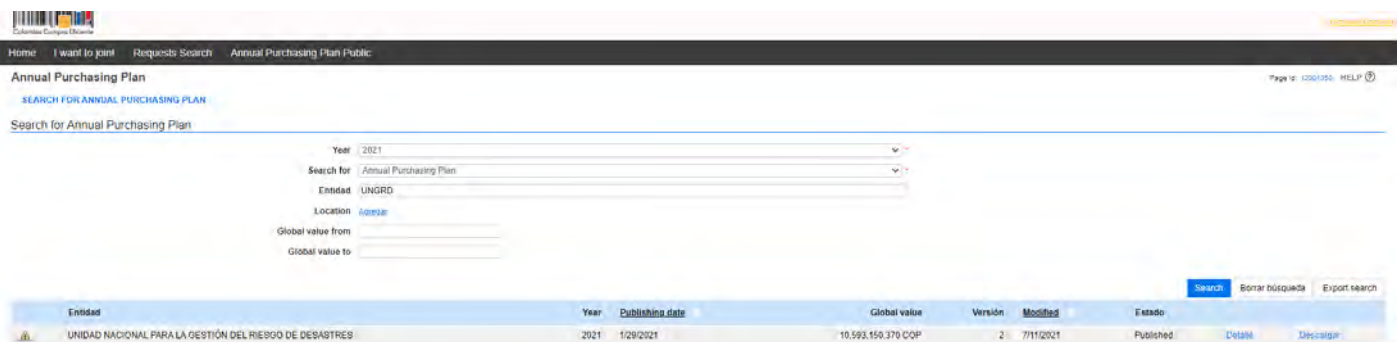 Colombia Compra Eficiente
Home I want to joint Requests Search Annual Purchasing Plan Public
Annual Purchasing Plan
Page Id: HELP
SEARCH FOR ANNUAL PURCHASING PLAN
Search for Annual Purchasing Plan
Year 2021
Search for Annual Purchasing Plan
Entidad UNGRD
Location Agregar
Global value from
Global value to
Search Borrar búsqueda Export search
Entidad Year Publishing date Global value Versión Modified Estado
UNIDAD NACIONAL PARA LA GESTIÓN DEL RIESGO DE DESASTRES 2021 1/29/2021 10,593,150,370 COP 2 7/11/2021 Published Detalle Descargar